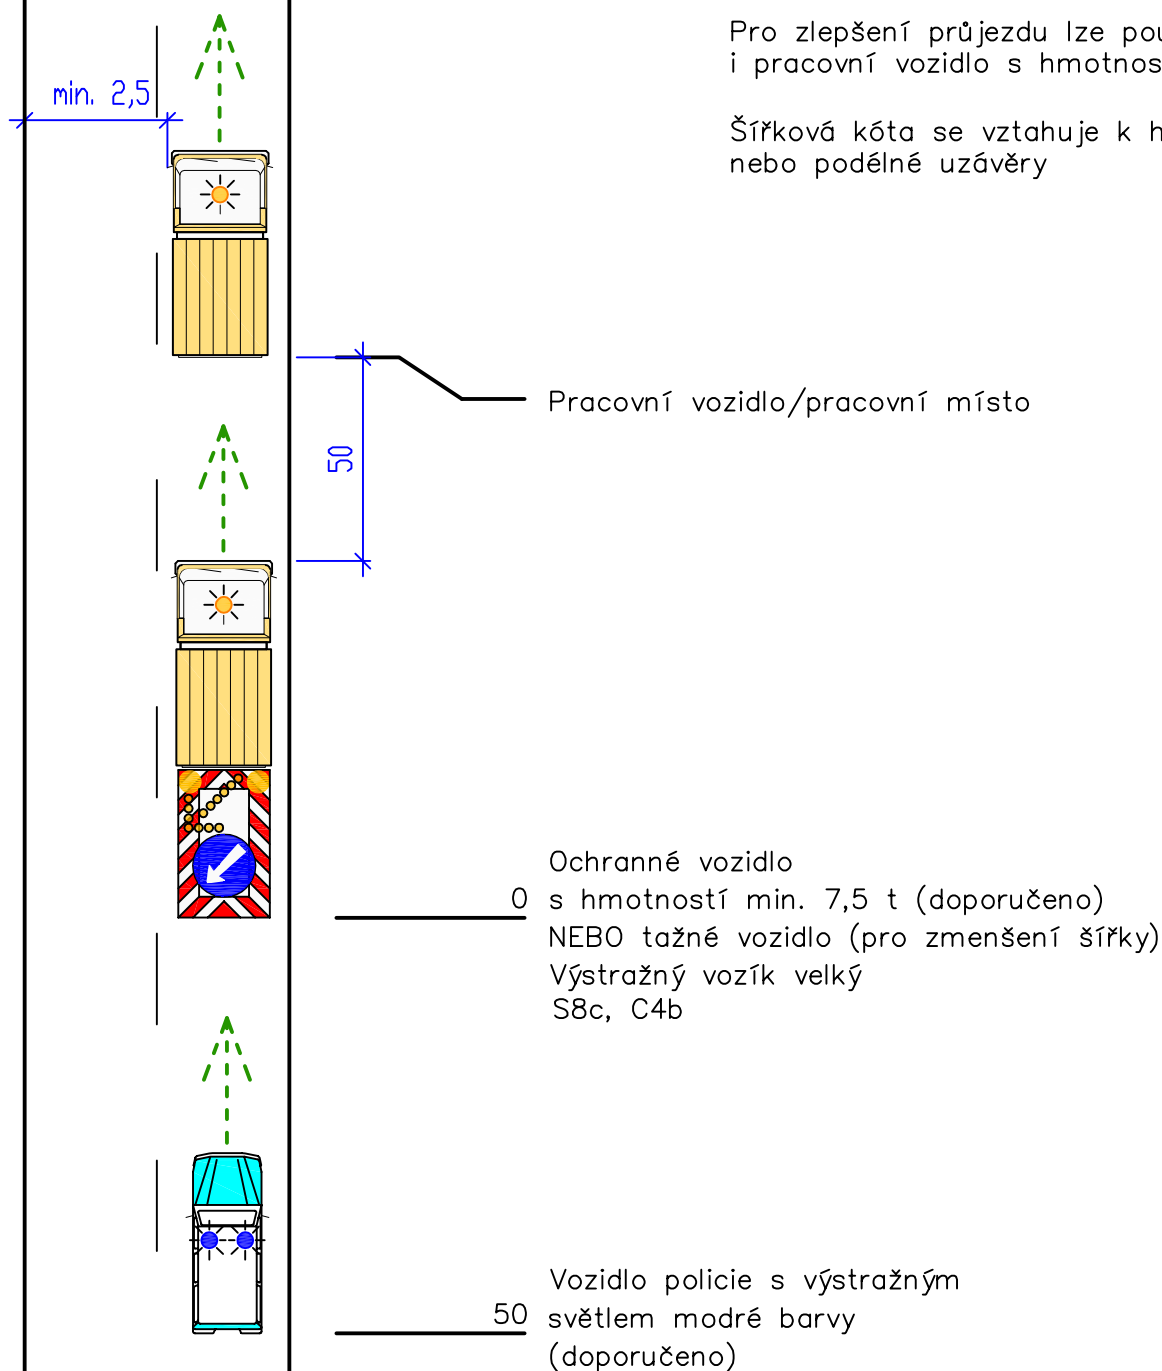 Pro zlepšení průjezdu lze
i pracovní vozidlo s
Šířková kóta se vztahuje k
nebo podélné uzávěry
min. 2,5
Pracovní vozidlo/pracovní místo
50
Ochranné vozidlo
0 s hmotností min. 7,5 t (doporučeno)
NEBO tažné vozidlo (pro zmenšení šířky)
Výstražný vozík velký
S8c, C4b
Vozidlo policie s výstražným
50 světlem modré barvy
(doporučeno)